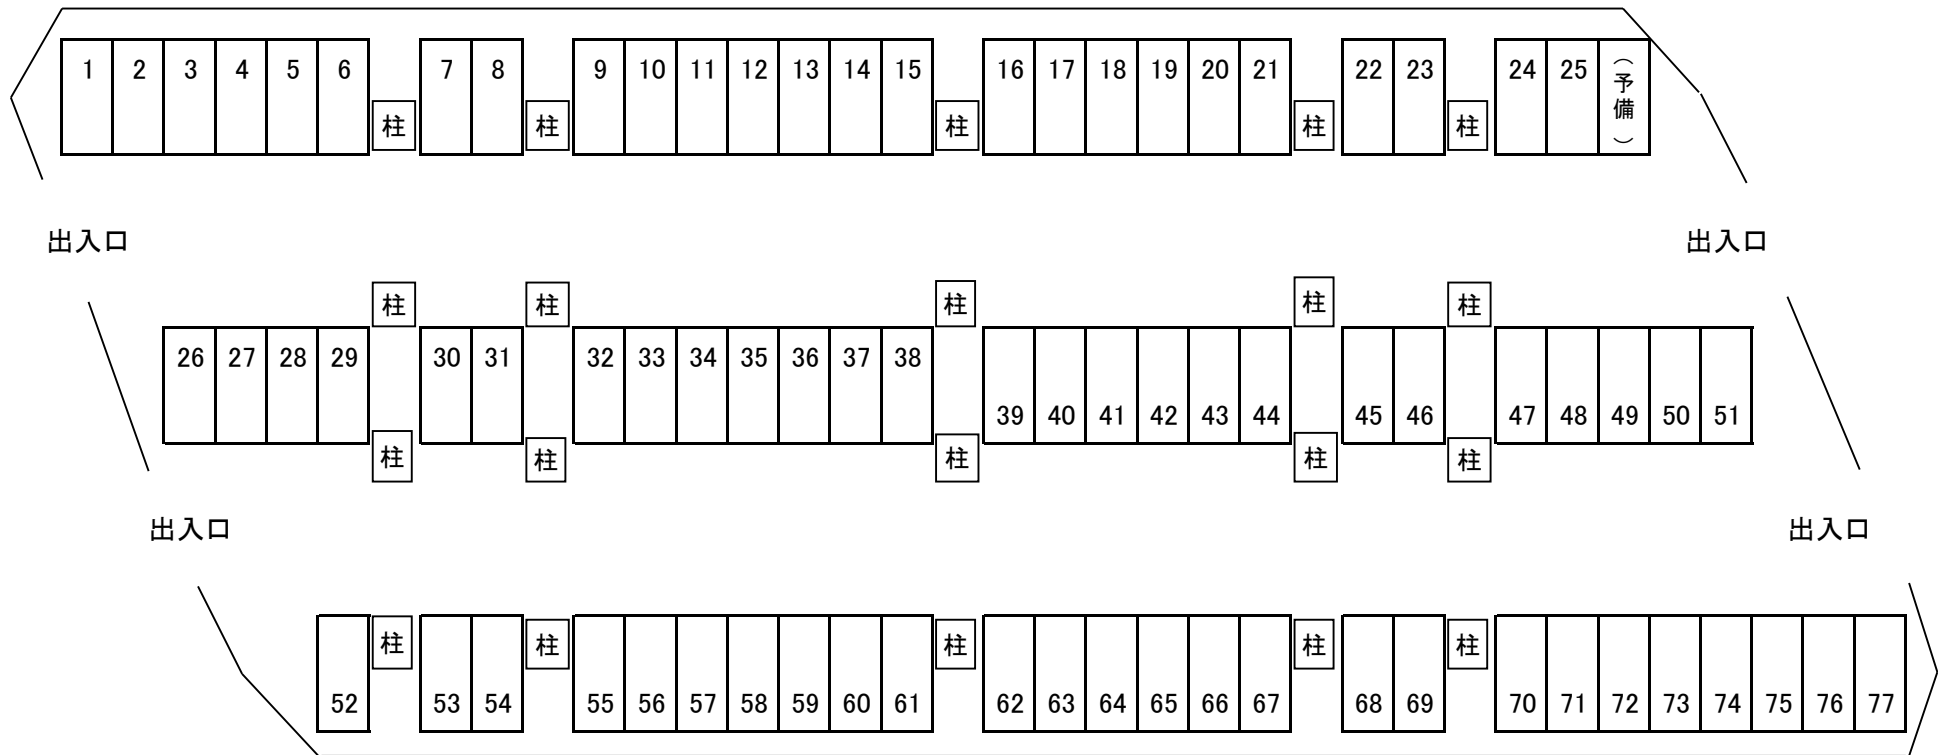 1 2 3 4 5 6 7 8 9 10 11 12 13 14 15 16 17 18 19 20 21 22 23 24 25 (予備)
柱 柱 柱 柱 柱
出入口 出入口
柱 柱 柱 柱 柱
26 27 28 29 30 31 32 33 34 35 36 37 38
39 40 41 42 43 44 45 46 47 48 49 50 51
柱 柱 柱 柱 柱
出入口 出入口
柱 柱 柱 柱 柱
52 53 54 55 56 57 58 59 60 61 62 63 64 65 66 67 68 69 70 71 72 73 74 75 76 77